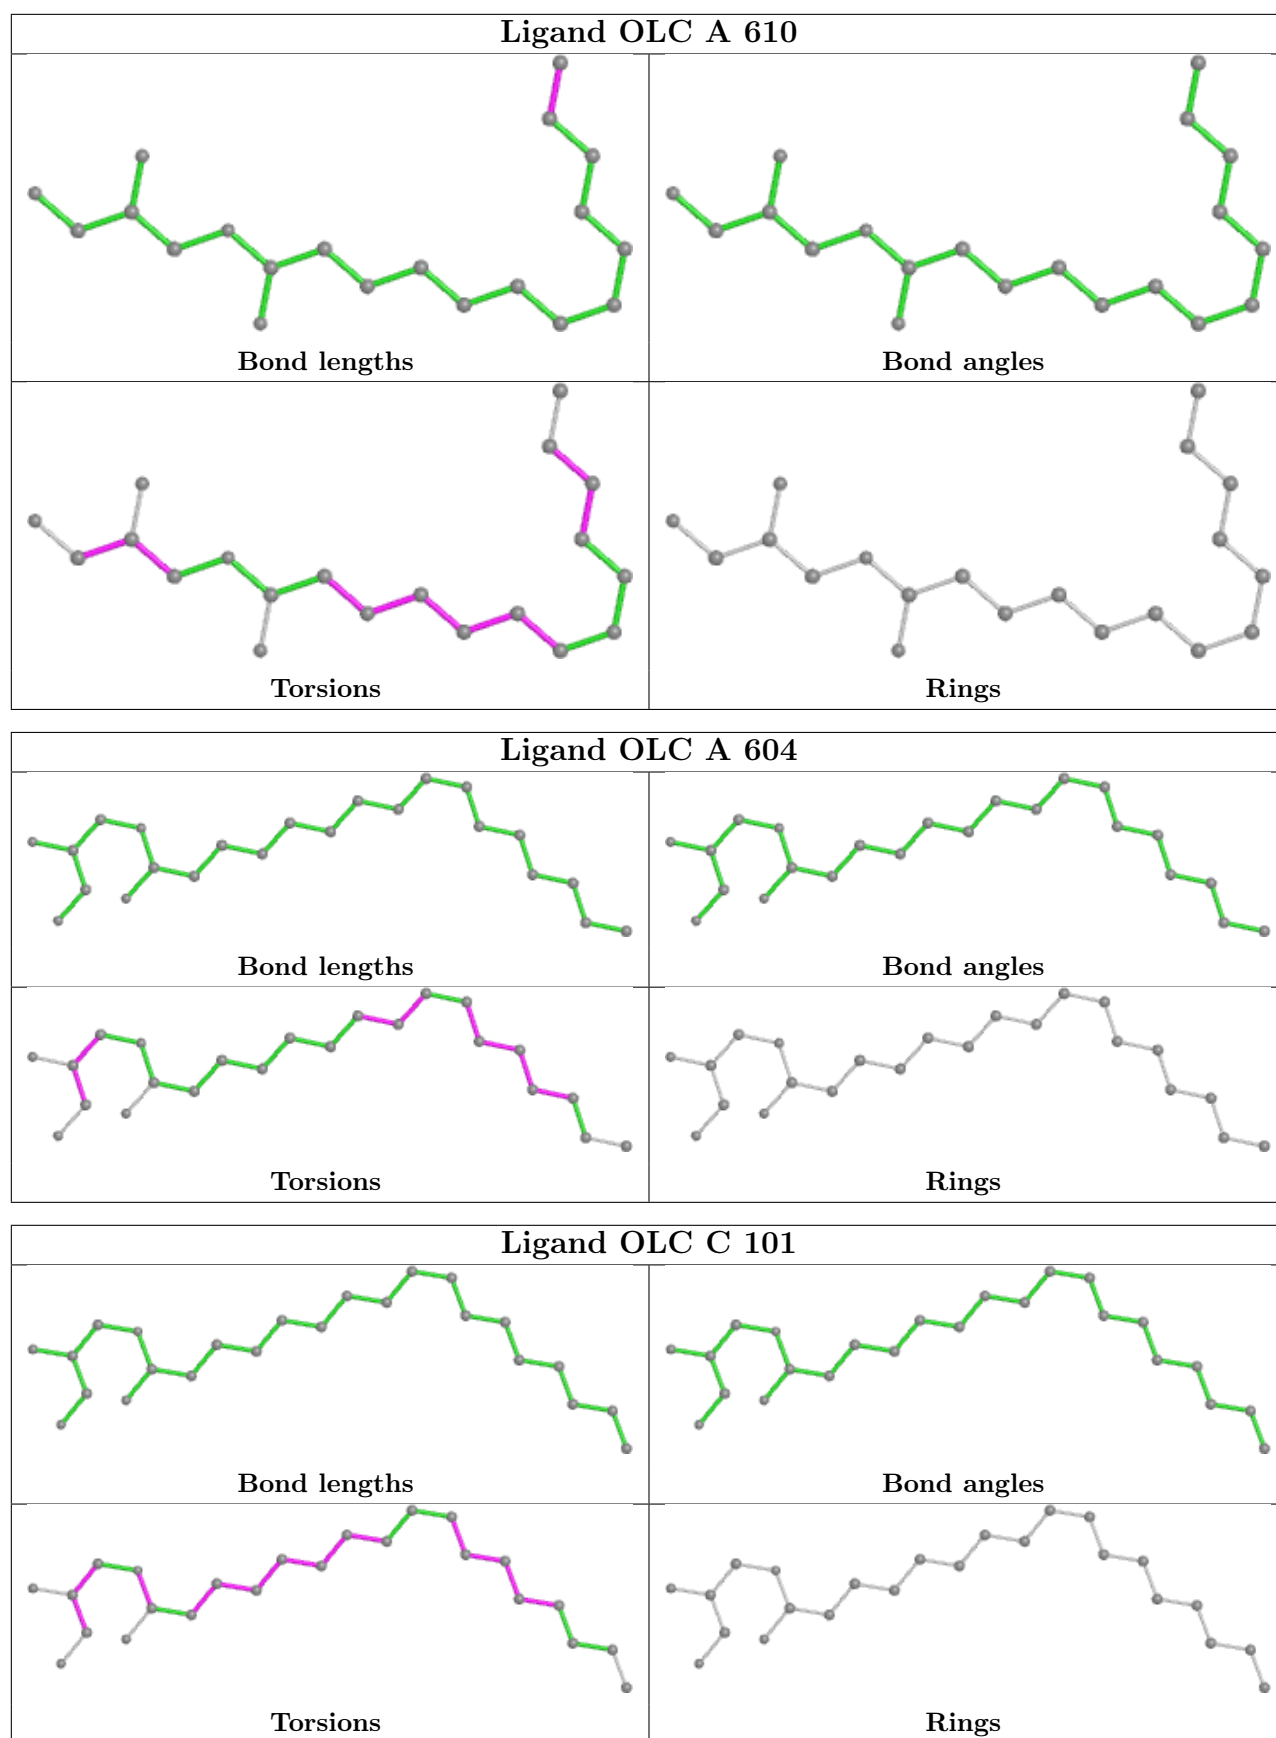 Ligand OLC A 610
Bond lengths
Bond angles
Torsions
Rings
Ligand OLC A 604
Bond lengths
Bond angles
Torsions
Rings
Ligand OLC C 101
Bond lengths
Bond angles
Torsions
Rings